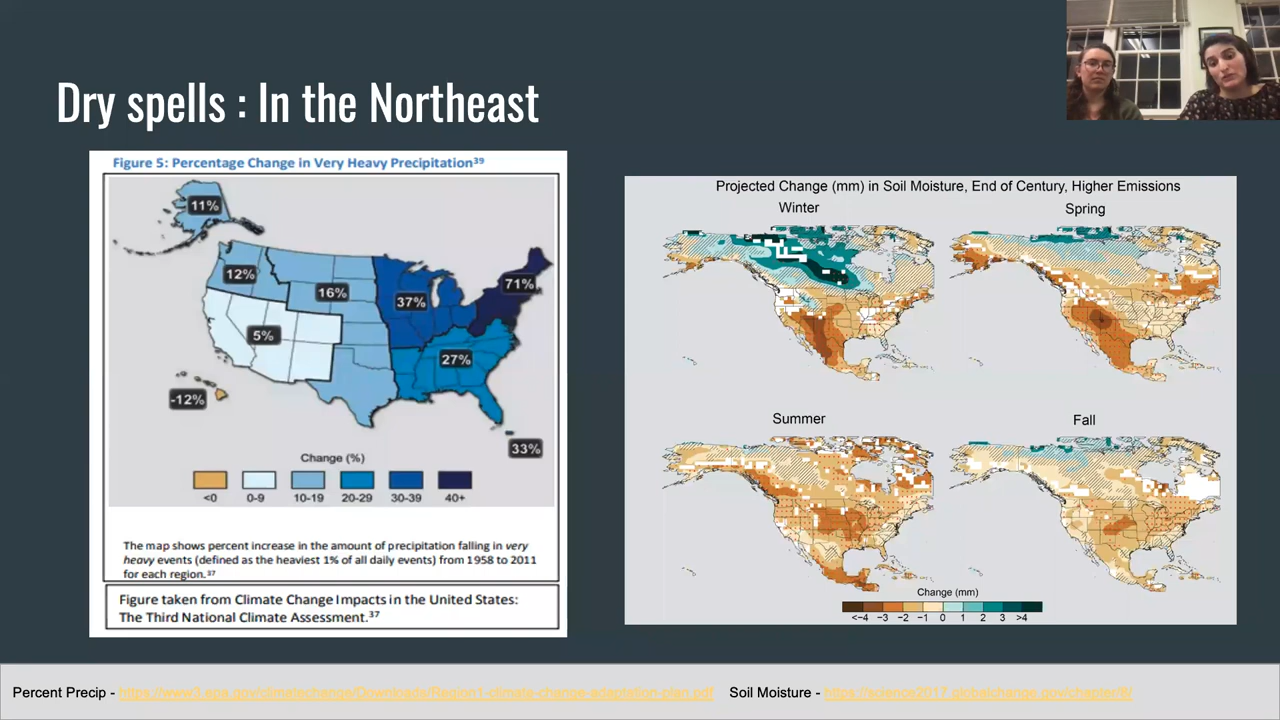 Dry spells : In the Northeast
Figure 5: Percentage Change in Very Heavy Precipitation³⁹
11%
12%
16%
37%
71%
5%
27%
-12%
33%
Change (%)
<0
0-9
10-19
20-29
30-39
40+
The map shows percent increase in the amount of precipitation falling in very
heavy events (defined as the heaviest 1% of all daily events) from 1958 to 2011
for each region.³⁷
Figure taken from Climate Change Impacts in the United States:
The Third National Climate Assessment.³⁷
Projected Change (mm) in Soil Moisture, End of Century, Higher Emissions
Winter
Spring
Summer
Fall
Change (mm)
<−4 −3 −2 −1 0 1 2 3 >4
Percent Precip - https://www3.epa.gov/climatechange/Downloads/Region1-climate-change-adaptation-plan.pdf Soil Moisture - https://science2017.globalchange.gov/chapter/8/